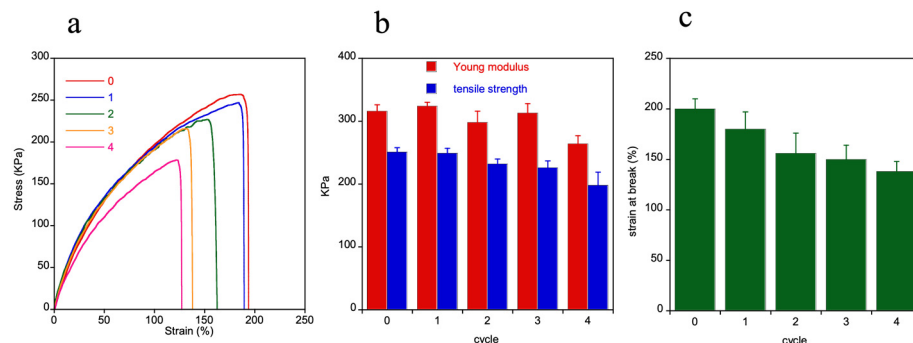 a
300
250
200
150
100
50
0
Stress (KPa)
0
1
2
3
4
0 50 100 150 200 250
Strain (%)
b
400
300
200
100
0
KPa
Young modulus
tensile strength
0 1 2 3 4
cycle
c
250
200
150
100
50
0
strain at break (%)
0 1 2 3 4
cycle